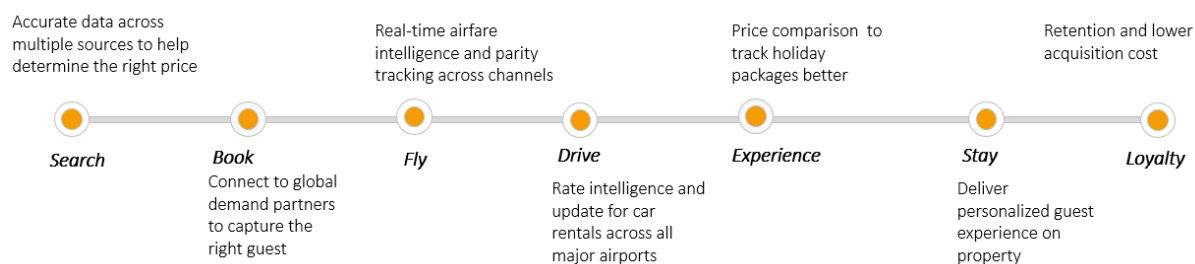 Accurate data across
multiple sources to help
determine the right price
Search
Book
Connect to global
demand partners
to capture the
right guest
Real-time airfare
intelligence and parity
tracking across channels
Fly
Drive
Rate intelligence and
update for car
rentals across all
major airports
Price comparison to
track holiday
packages better
Experience
Stay
Deliver
personalized guest
experience on
property
Retention and lower
acquisition cost
Loyalty